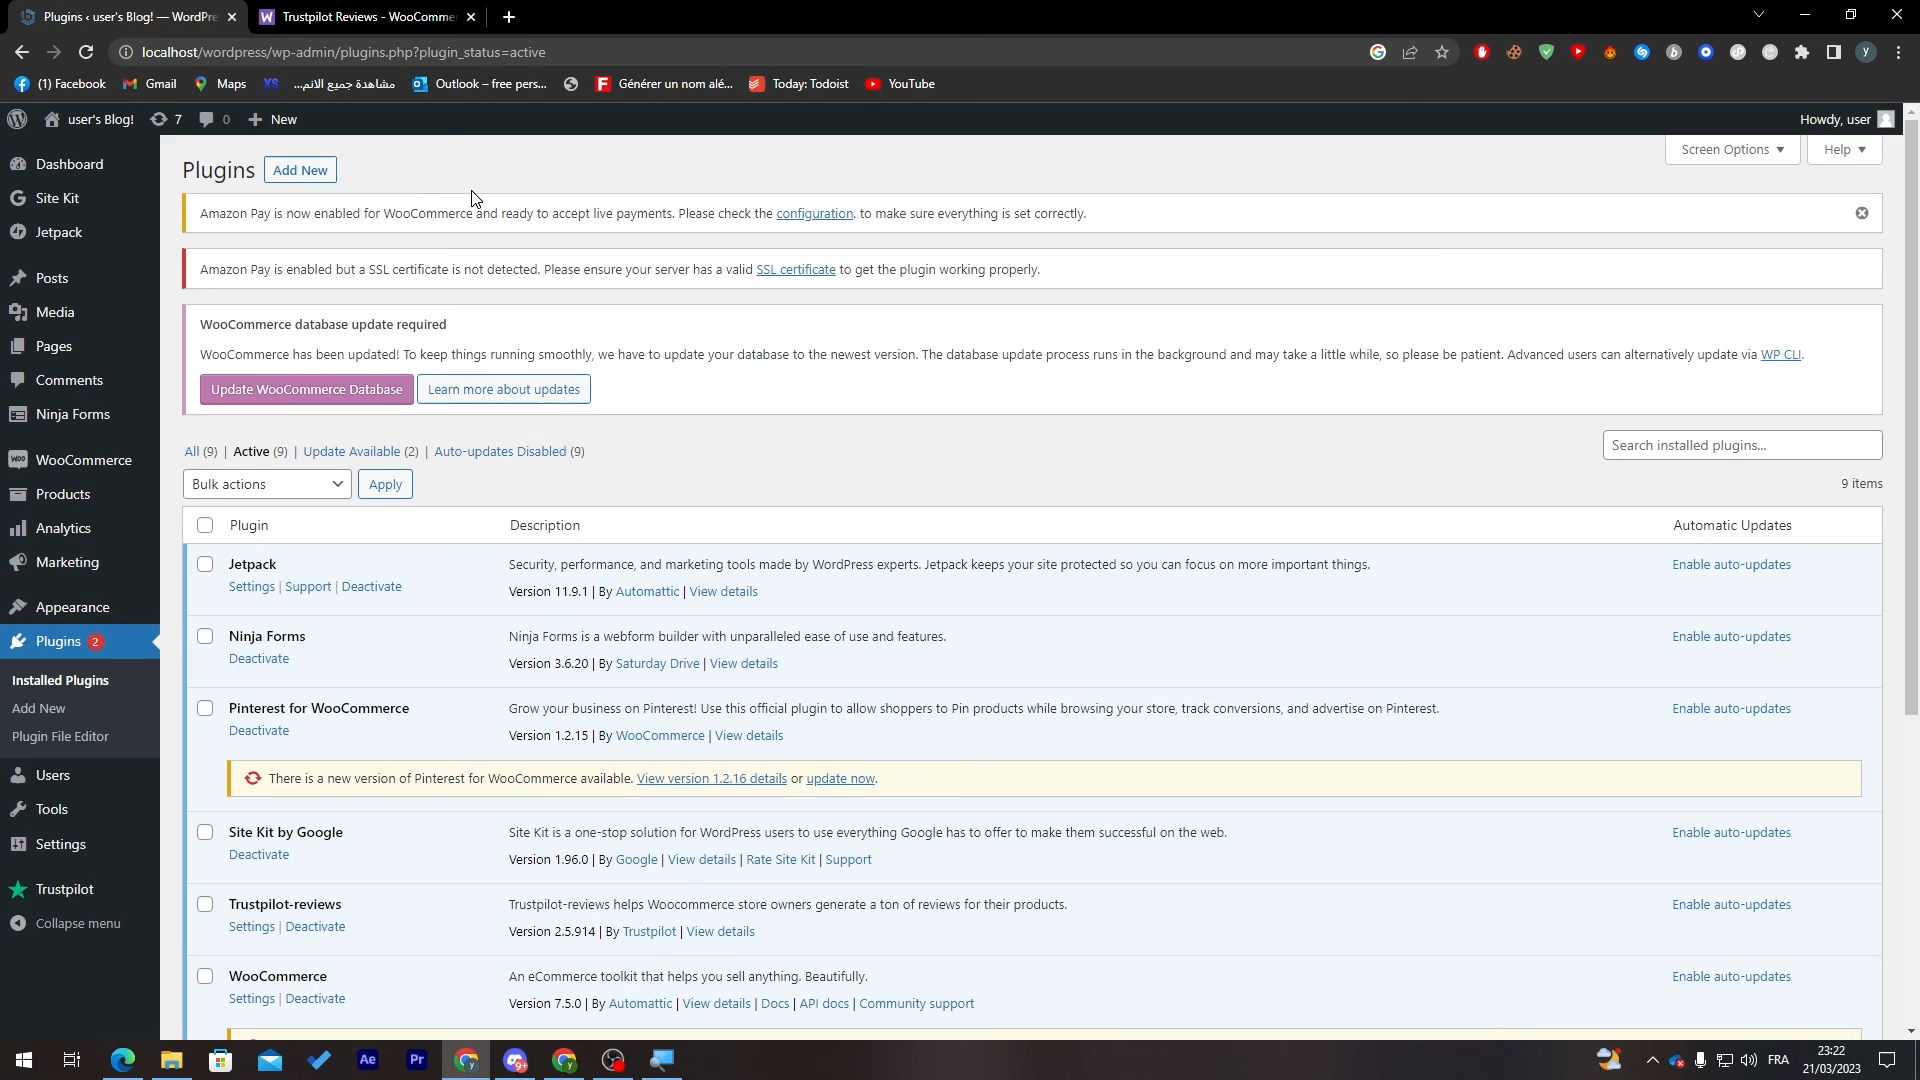 Plugins ‹ user's Blog! — WordPre
Trustpilot Reviews - WooComme
localhost/wordpress/wp-admin/plugins.php?plugin_status=active
(1) Facebook
Gmail
Maps
XS
مشاهدة جميع الانم...
Outlook – free pers...
Générer un nom alé...
Today: Todoist
YouTube
user's Blog!
7
0
New
Howdy, user
Dashboard
Site Kit
Jetpack
Posts
Media
Pages
Comments
Ninja Forms
WooCommerce
Products
Analytics
Marketing
Appearance
Plugins 2
Installed Plugins
Add New
Plugin File Editor
Users
Tools
Settings
Trustpilot
Collapse menu
Screen Options
Help
Plugins
Add New
Amazon Pay is now enabled for WooCommerce and ready to accept live payments. Please check the configuration. to make sure everything is set correctly.
Amazon Pay is enabled but a SSL certificate is not detected. Please ensure your server has a valid SSL certificate to get the plugin working properly.
WooCommerce database update required
WooCommerce has been updated! To keep things running smoothly, we have to update your database to the newest version. The database update process runs in the background and may take a little while, so please be patient. Advanced users can alternatively update via WP CLI.
Update WooCommerce Database
Learn more about updates
All (9) | Active (9) | Update Available (2) | Auto-updates Disabled (9)
Search installed plugins...
Bulk actions
Apply
9 items
Plugin
Description
Automatic Updates
Jetpack
Settings | Support | Deactivate
Security, performance, and marketing tools made by WordPress experts. Jetpack keeps your site protected so you can focus on more important things.
Version 11.9.1 | By Automattic | View details
Enable auto-updates
Ninja Forms
Deactivate
Ninja Forms is a webform builder with unparalleled ease of use and features.
Version 3.6.20 | By Saturday Drive | View details
Enable auto-updates
Pinterest for WooCommerce
Deactivate
Grow your business on Pinterest! Use this official plugin to allow shoppers to Pin products while browsing your store, track conversions, and advertise on Pinterest.
Version 1.2.15 | By WooCommerce | View details
Enable auto-updates
There is a new version of Pinterest for WooCommerce available. View version 1.2.16 details or update now.
Site Kit by Google
Deactivate
Site Kit is a one-stop solution for WordPress users to use everything Google has to offer to make them successful on the web.
Version 1.96.0 | By Google | View details | Rate Site Kit | Support
Enable auto-updates
Trustpilot-reviews
Settings | Deactivate
Trustpilot-reviews helps Woocommerce store owners generate a ton of reviews for their products.
Version 2.5.914 | By Trustpilot | View details
Enable auto-updates
WooCommerce
Settings | Deactivate
An eCommerce toolkit that helps you sell anything. Beautifully.
Version 7.5.0 | By Automattic | View details | Docs | API docs | Community support
Enable auto-updates
Ae
Pr
FRA
23:22
21/03/2023